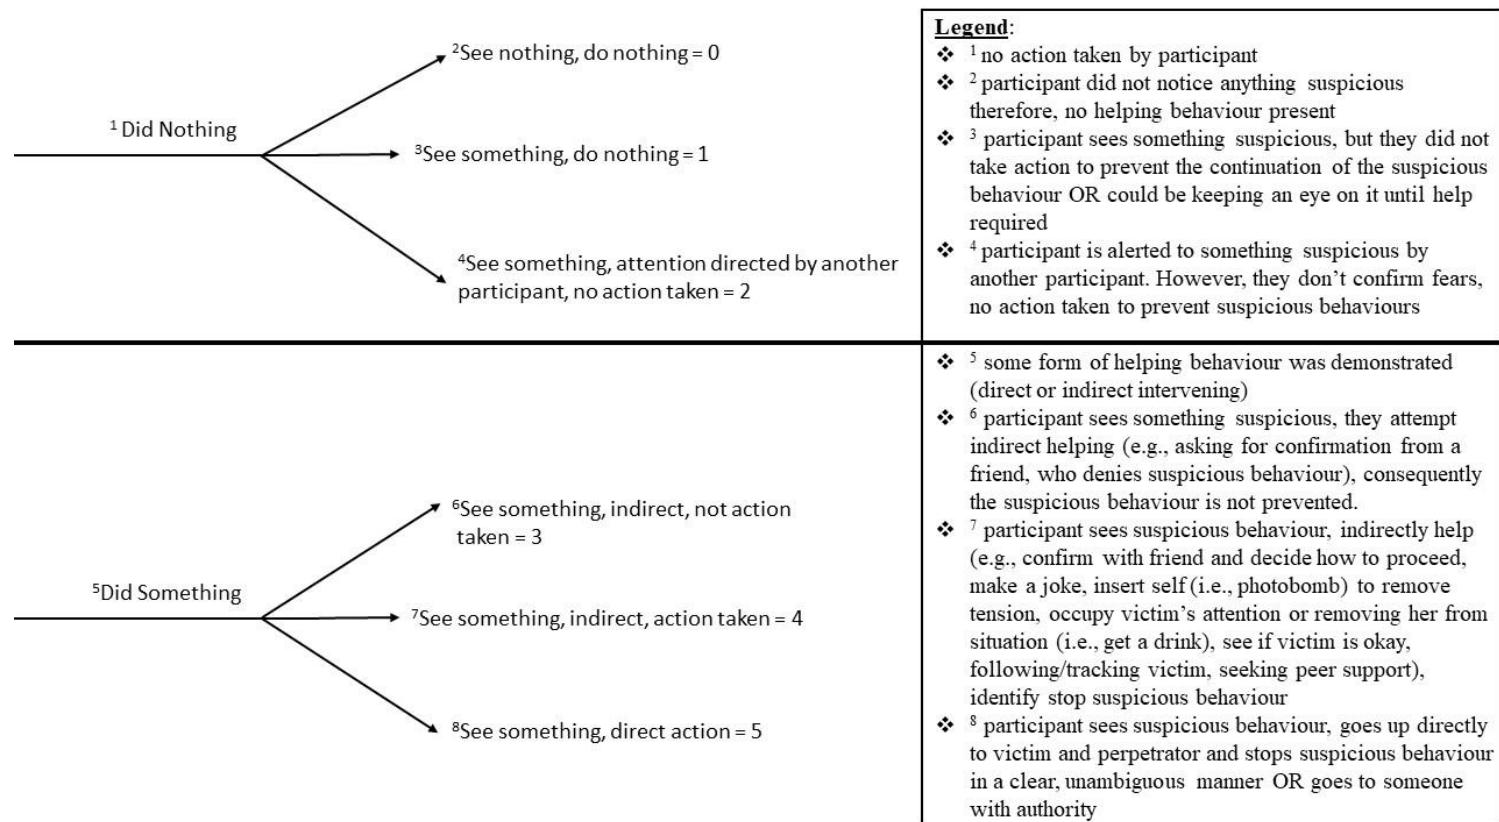 ²See nothing, do nothing = 0
¹ Did Nothing
³See something, do nothing = 1
⁴See something, attention directed by another
participant, no action taken = 2
⁵Did Something
⁶See something, indirect, not action
taken = 3
⁷See something, indirect, action taken = 4
⁸See something, direct action = 5
Legend:
❖ ¹ no action taken by participant
❖ ² participant did not notice anything suspicious
therefore, no helping behaviour present
❖ ³ participant sees something suspicious, but they did not
take action to prevent the continuation of the suspicious
behaviour OR could be keeping an eye on it until help
required
❖ ⁴ participant is alerted to something suspicious by
another participant. However, they don’t confirm fears,
no action taken to prevent suspicious behaviours
❖ ⁵ some form of helping behaviour was demonstrated
(direct or indirect intervening)
❖ ⁶ participant sees something suspicious, they attempt
indirect helping (e.g., asking for confirmation from a
friend, who denies suspicious behaviour), consequently
the suspicious behaviour is not prevented.
❖ ⁷ participant sees suspicious behaviour, indirectly help
(e.g., confirm with friend and decide how to proceed,
make a joke, insert self (i.e., photobomb) to remove
tension, occupy victim’s attention or removing her from
situation (i.e., get a drink), see if victim is okay,
following/tracking victim, seeking peer support),
identify stop suspicious behaviour
❖ ⁸ participant sees suspicious behaviour, goes up directly
to victim and perpetrator and stops suspicious behaviour
in a clear, unambiguous manner OR goes to someone
with authority